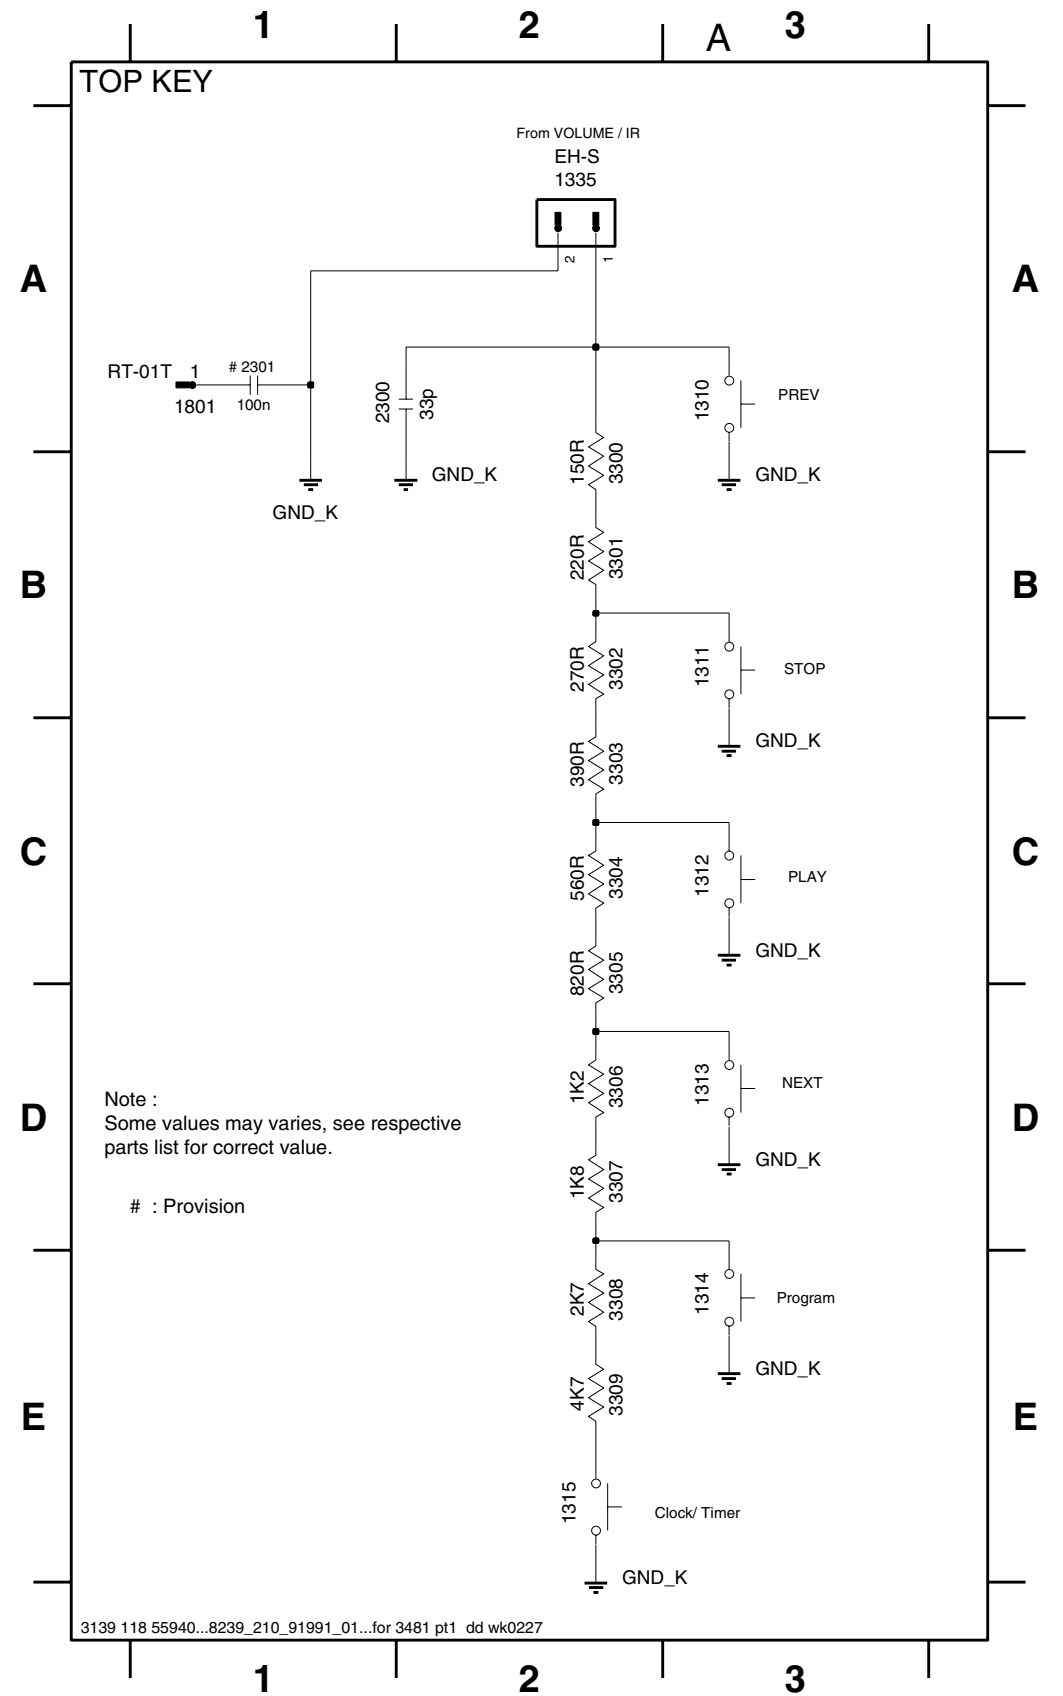 1 2 3
A
TOP KEY
From VOLUME / IR
EH-S
1335
2 1
A A
RT-01T 1
# 2301
1801
100n
2300
33p
1310
PREV
150R
3300
GND_K
GND_K
GND_K
220R
3301
B B
270R
3302
1311
STOP
GND_K
390R
3303
C C
560R
3304
1312
PLAY
GND_K
820R
3305
1K2
3306
1313
NEXT
Note :
Some values may varies, see respective
parts list for correct value.
D D
GND_K
1K8
3307
# : Provision
2K7
3308
1314
Program
GND_K
4K7
3309
E E
1315
Clock/ Timer
GND_K
3139 118 55940...8239_210_91991_01...for 3481 pt1 dd wk0227
1 2 3